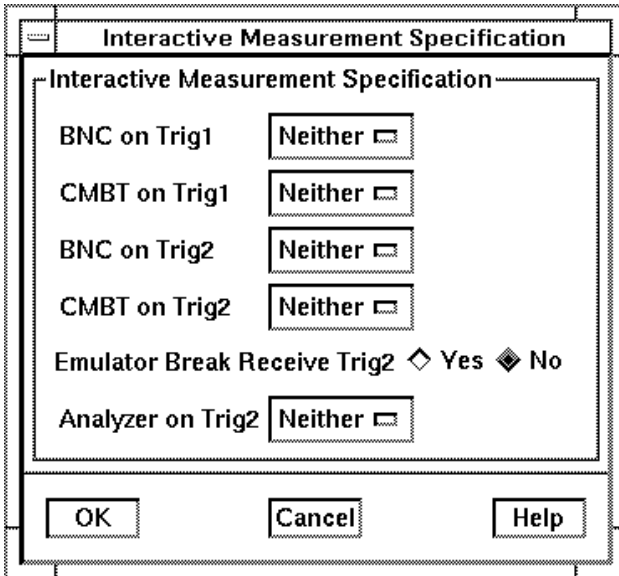 Interactive Measurement Specification
Interactive Measurement Specification
BNC on Trig1 Neither
CMBT on Trig1 Neither
BNC on Trig2 Neither
CMBT on Trig2 Neither
Emulator Break Receive Trig2 Yes No
Analyzer on Trig2 Neither
OK Cancel Help